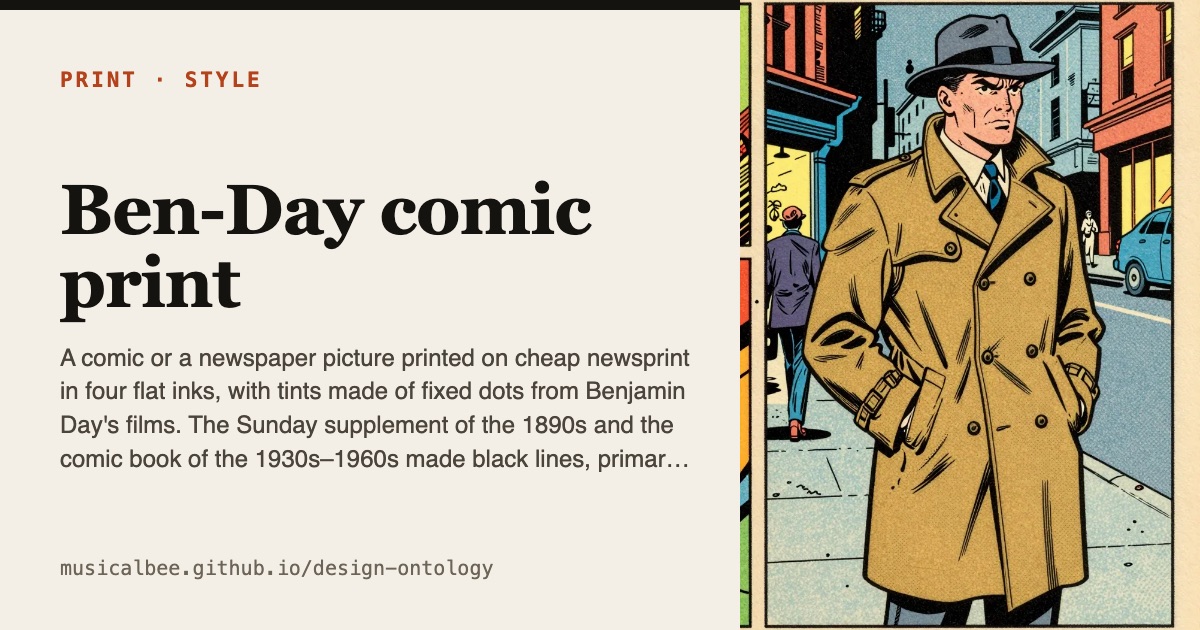 PRINT · STYLE
Ben-Day comic
print
A comic or a newspaper picture printed on cheap newsprint
in four flat inks, with tints made of fixed dots from Benjamin
Day's films. The Sunday supplement of the 1890s and the
comic book of the 1930s–1960s made black lines, primar…
musicalbee.github.io/design-ontology